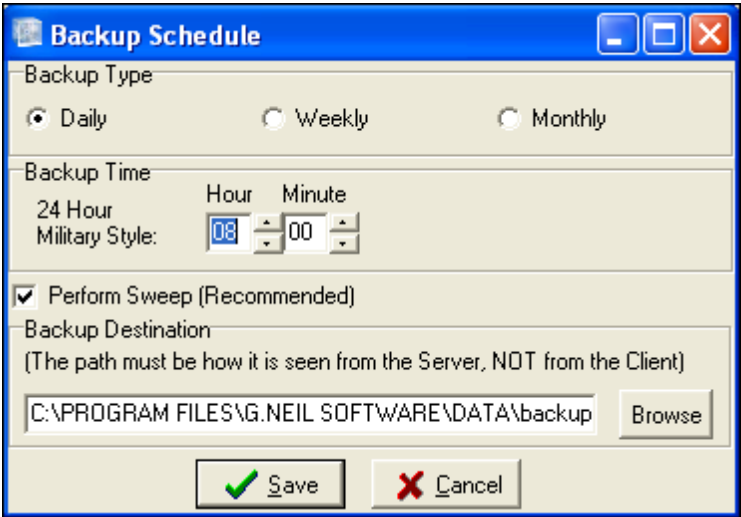 Backup Schedule
Backup Type
Daily Weekly Monthly
Backup Time
Hour Minute
24 Hour
Military Style:
08 00
Perform Sweep (Recommended)
Backup Destination
(The path must be how it is seen from the Server, NOT from the Client)
C:\PROGRAM FILES\G.NEIL SOFTWARE\DATA\backup
Browse
Save Cancel